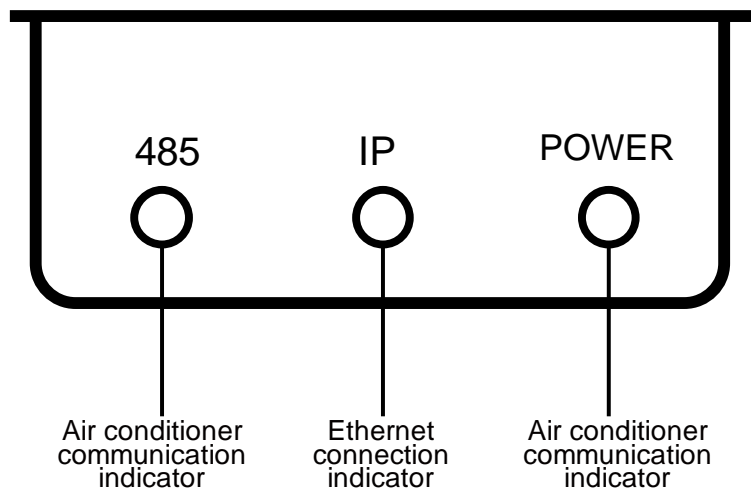 485 IP POWER
Air conditioner
communication
indicator
Ethernet
connection
indicator
Air conditioner
communication
indicator